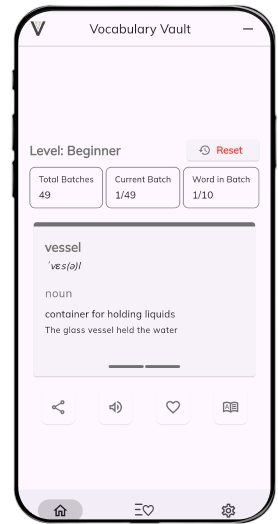 Vocabulary Vault
Level: Beginner
Reset
Total Batches
49
Current Batch
1/49
Word in Batch
1/10
vessel
ˈvɛs(ə)l
noun
container for holding liquids
The glass vessel held the water